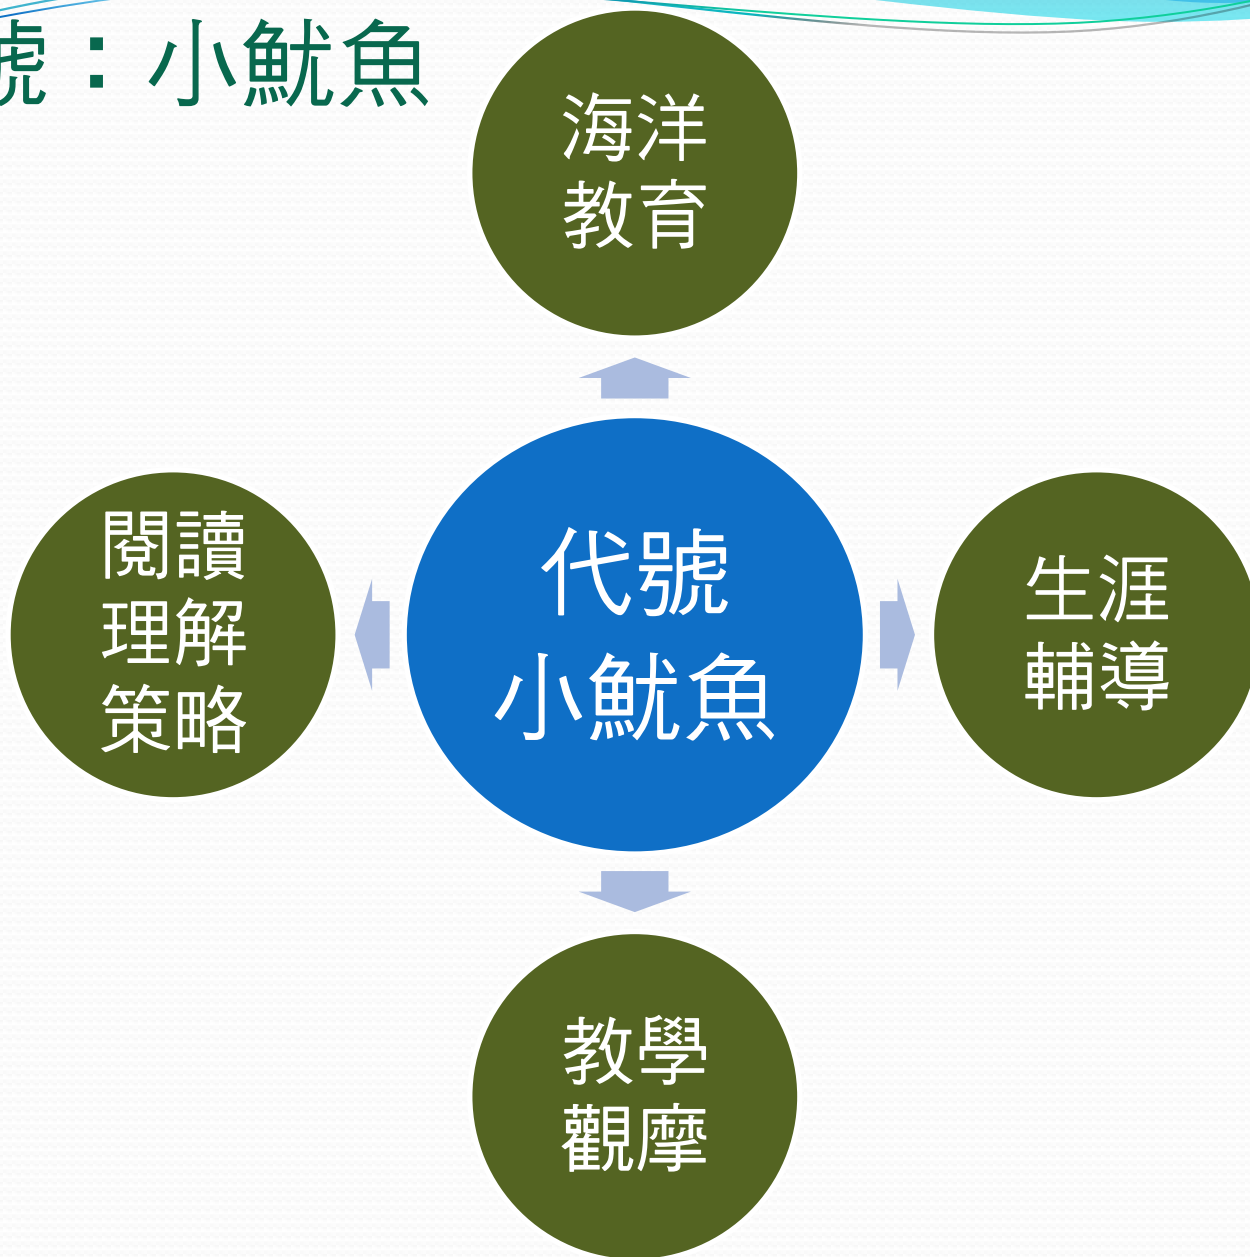 號：小魷魚
海洋
教育
閱讀
理解
策略
代號
小魷魚
生涯
輔導
教學
觀摩